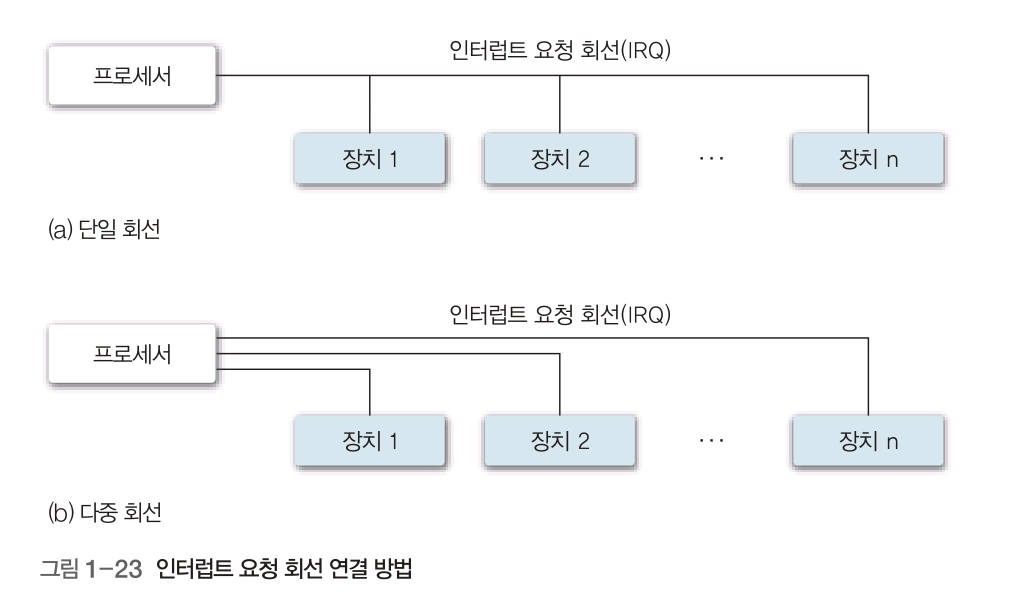 인터럽트 요청 회선(IRQ)
프로세서
장치 1
장치 2
···
장치 n
(a) 단일 회선
인터럽트 요청 회선(IRQ)
프로세서
장치 1
장치 2
···
장치 n
(b) 다중 회선
그림 1-23 인터럽트 요청 회선 연결 방법